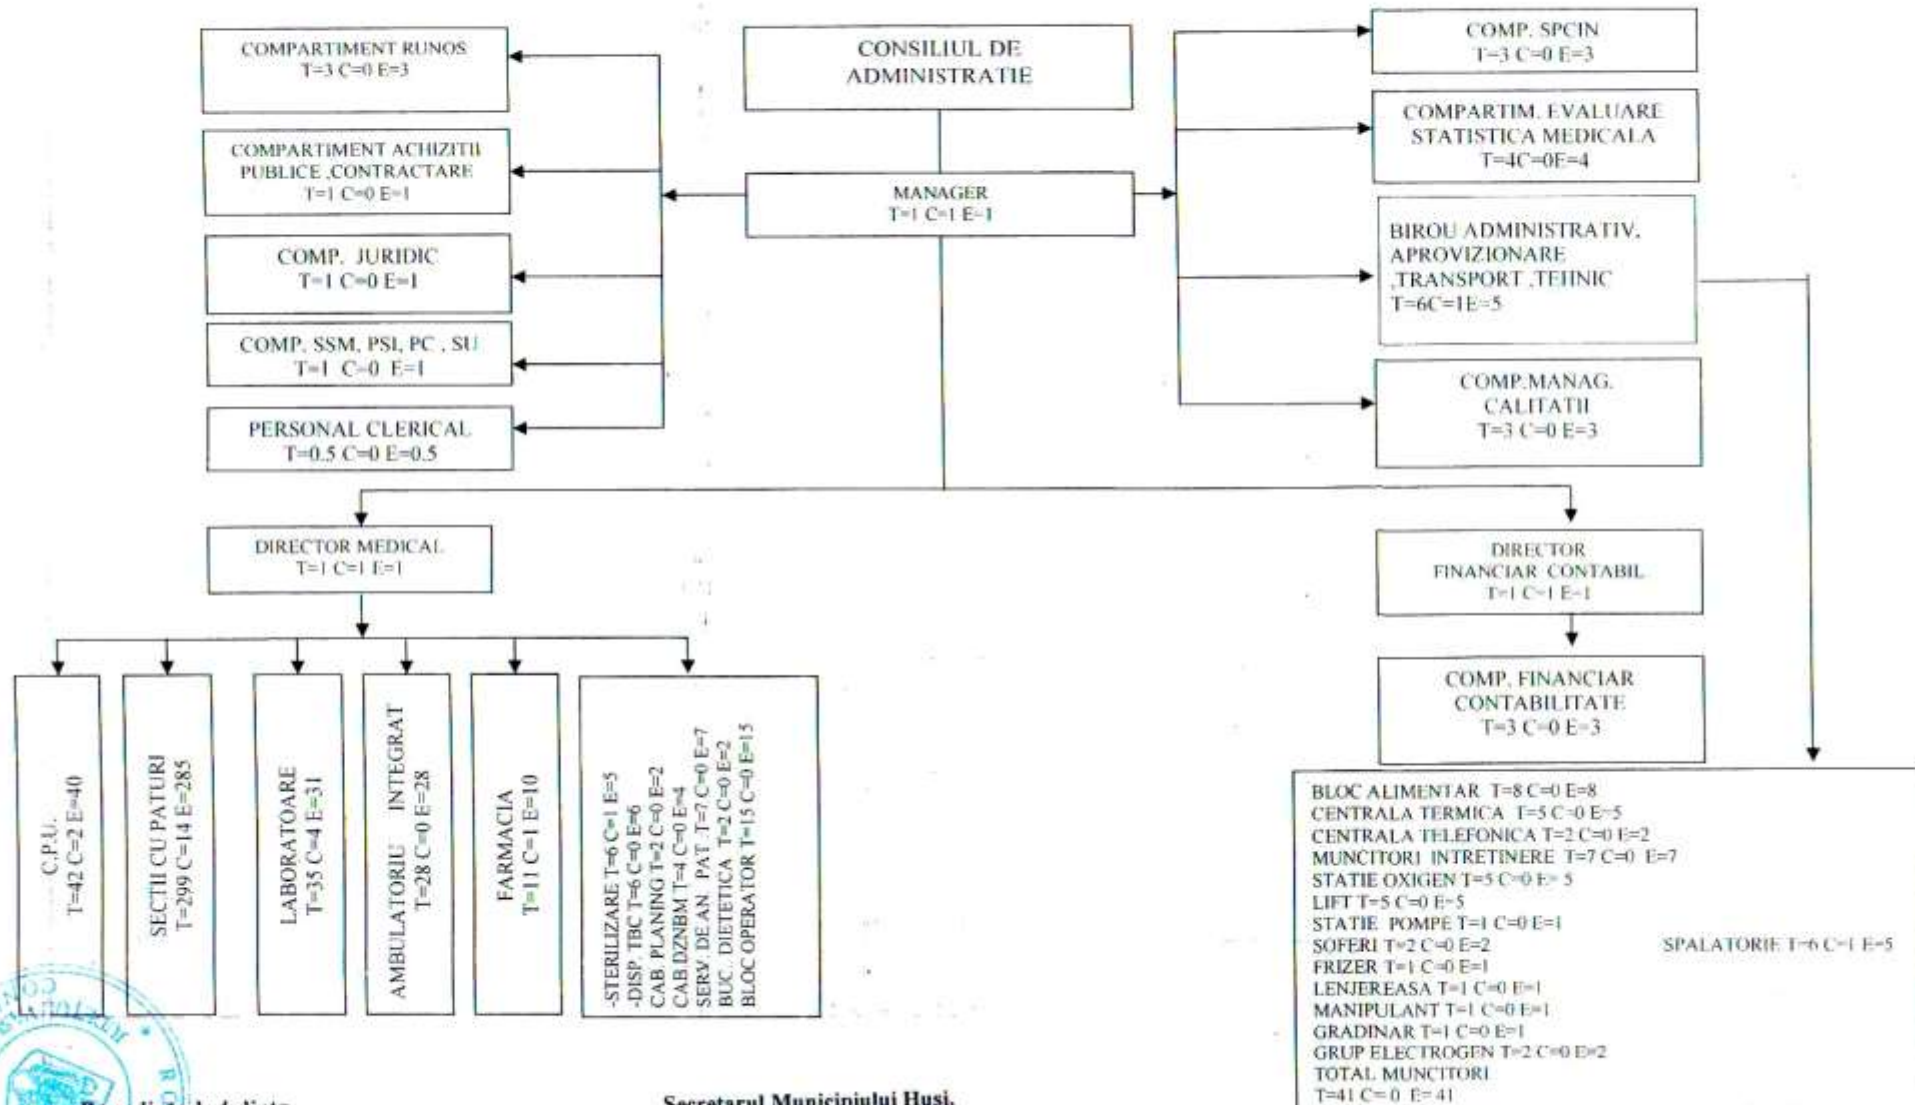 CONSILIUL DE
ADMINISTRATIE
MANAGER
T=1 C=1 E=1
COMPARTIMENT RUNOS
T=3 C=0 E=3
COMPARTIMENT ACHIZITII
PUBLICE ,CONTRACTARE
T=1 C=0 E=1
COMP. JURIDIC
T=1 C=0 E=1
COMP. SSM, PSI, PC , SU
T=1 C=0 E=1
PERSONAL CLERICAL
T=0.5 C=0 E=0.5
COMP. SPCIN
T=3 C=0 E=3
COMPARTIM. EVALUARE
STATISTICA MEDICALA
T=4C=0E=4
BIROU ADMINISTRATIV,
APROVIZIONARE
,TRANSPORT ,TEHNIC
T=6C=1E=5
COMP.MANAG.
CALITATII
T=3 C=0 E=3
DIRECTOR MEDICAL
T=1 C=1 E=1
DIRECTOR
FINANCIAR CONTABIL
T=1 C=1 E=1
COMP. FINANCIAR
CONTABILITATE
T=3 C=0 E=3
C.P.U.
T=42 C=2 E=40
SECTII CU PATURI
T=299 C=14 E=285
LABORATOARE
T=35 C=4 E=31
AMBULATORIU INTEGRAT
T=28 C=0 E=28
FARMACIA
T=11 C=1 E=10
-STERILIZARE T=6 C=1 E=5
-DISP. TBC T=6 C=0 E=6
CAB. PLANNING T=2 C=0 E=2
CAB.DZNBM T=4 C=0 E=4
SERV. DE AN. PAT .T=7 C=0 E=7
BUC. DIETETICA T=2 C=0 E=2
BLOC OPERATOR T=15 C=0 E=15
BLOC ALIMENTAR T=8 C=0 E=8
CENTRALA TERMICA T=5 C=0 E=5
CENTRALA TELEFONICA T=2 C=0 E=2
MUNCITORI INTRETINERE T=7 C=0 E=7
STATIE OXIGEN T=5 C=0 E= 5
LIFT T=5 C=0 E=5
STATIE POMPE T=1 C=0 E=1
SOFERI T=2 C=0 E=2 SPALATORIE T=6 C=1 E=5
FRIZER T=1 C=0 E=1
LENJEREASA T=1 C=0 E=1
MANIPULANT T=1 C=0 E=1
GRADINAR T=1 C=0 E=1
GRUP ELECTROGEN T=2 C=0 E=2
TOTAL MUNCITORI
T=41 C= 0 E= 41
Secretarul Municipiului Husi,